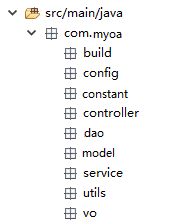 src/main/java
com.myoa
build
config
constant
controller
dao
model
service
utils
vo